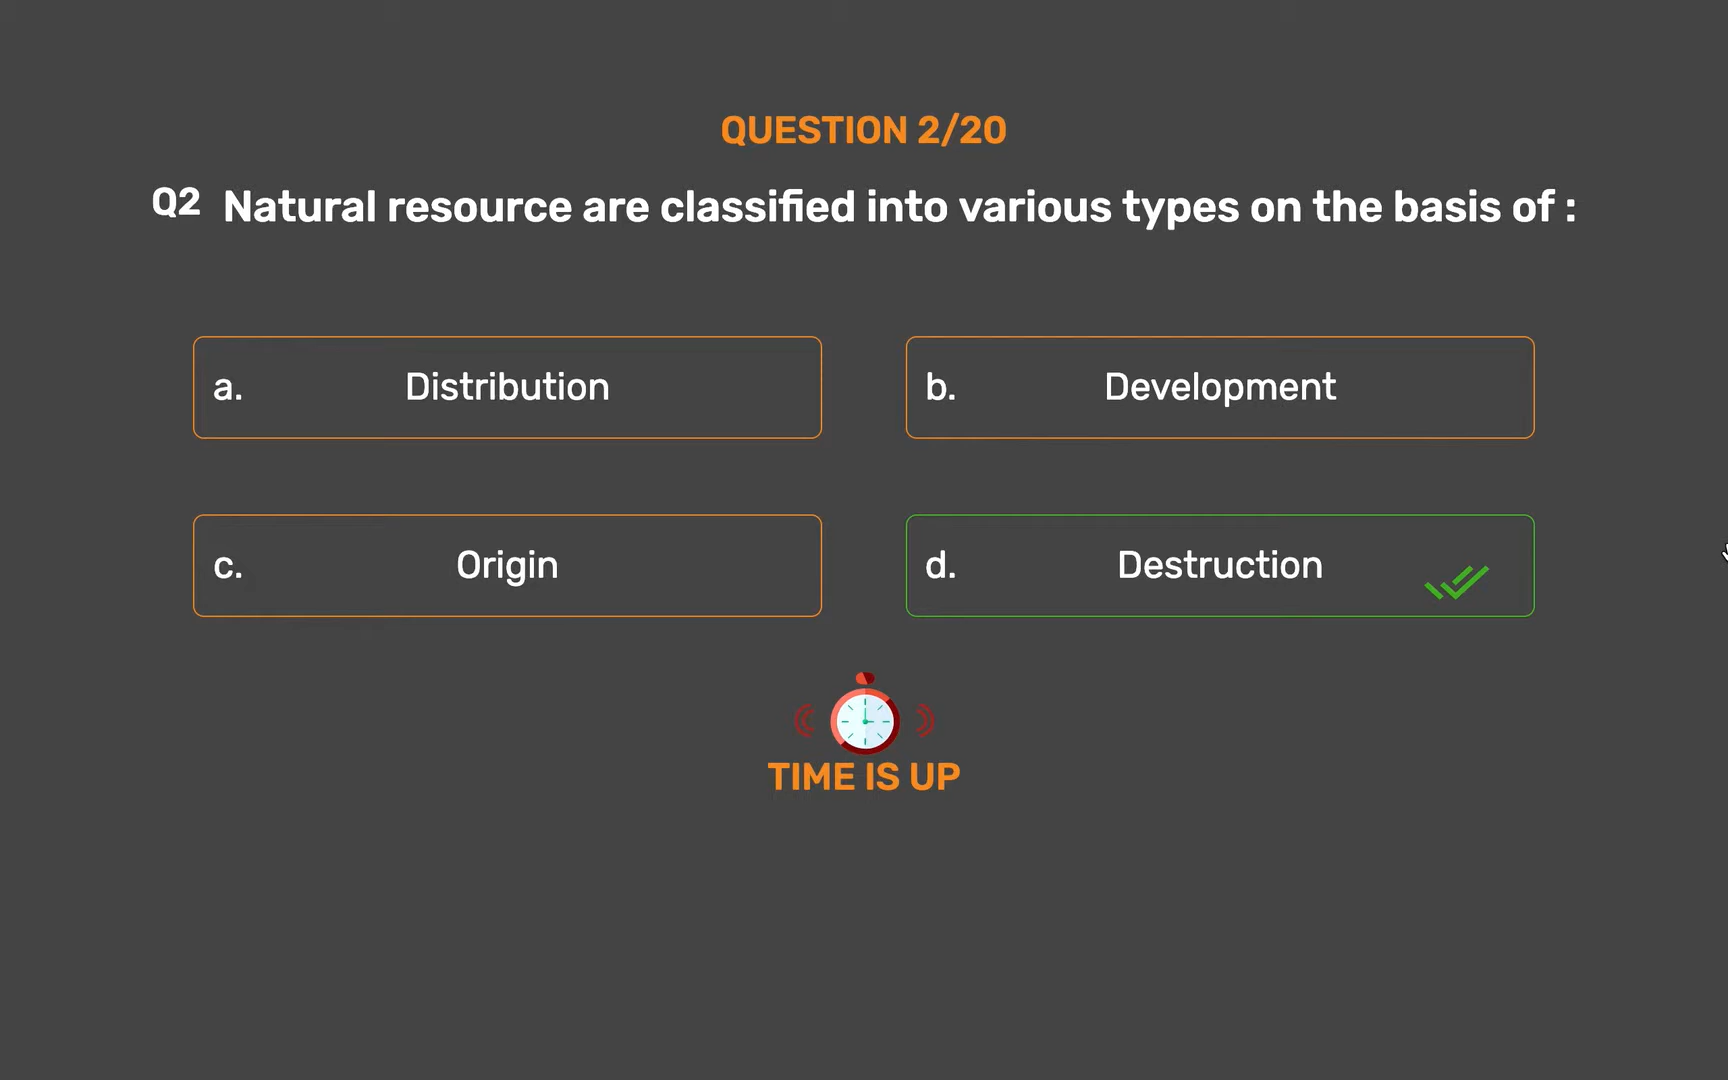 QUESTION 2/20
Q2 Natural resource are classified into various types on the basis of :
a. Distribution
b. Development
c. Origin
d. Destruction
TIME IS UP